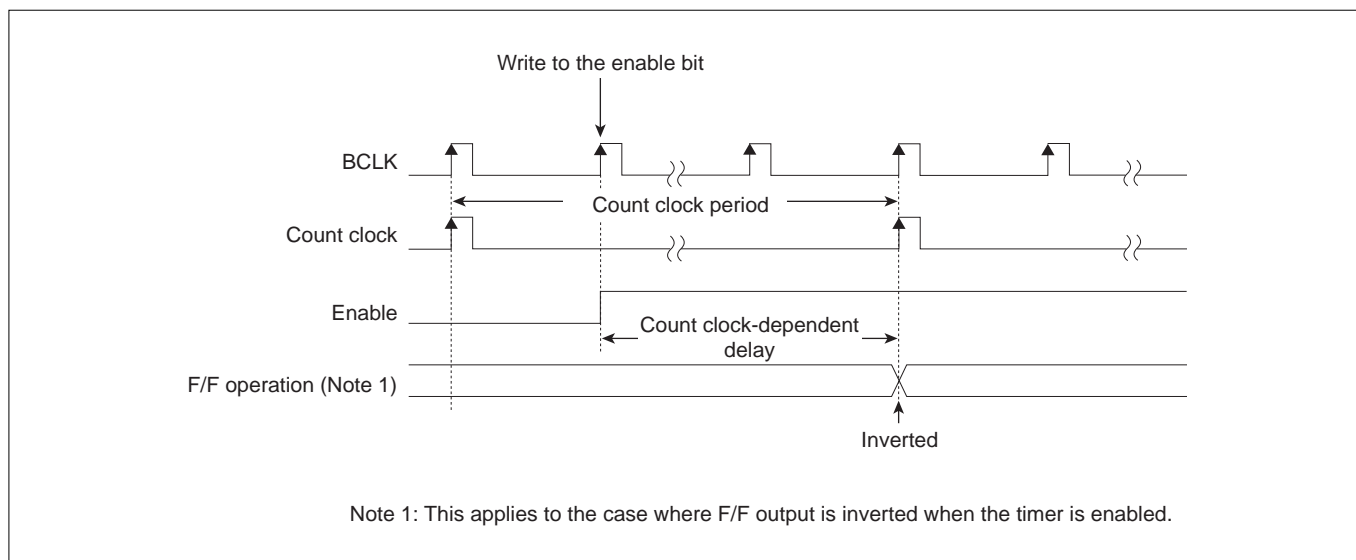 Write to the enable bit
BCLK
Count clock period
Count clock
Enable
Count clock-dependent
delay
F/F operation (Note 1)
Inverted
Note 1: This applies to the case where F/F output is inverted when the timer is enabled.